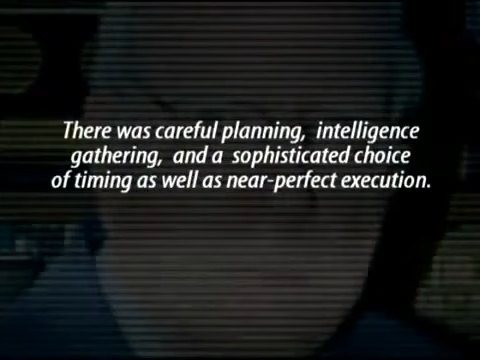 There was careful planning, intelligence
gathering, and a sophisticated choice
of timing as well as near-perfect execution.